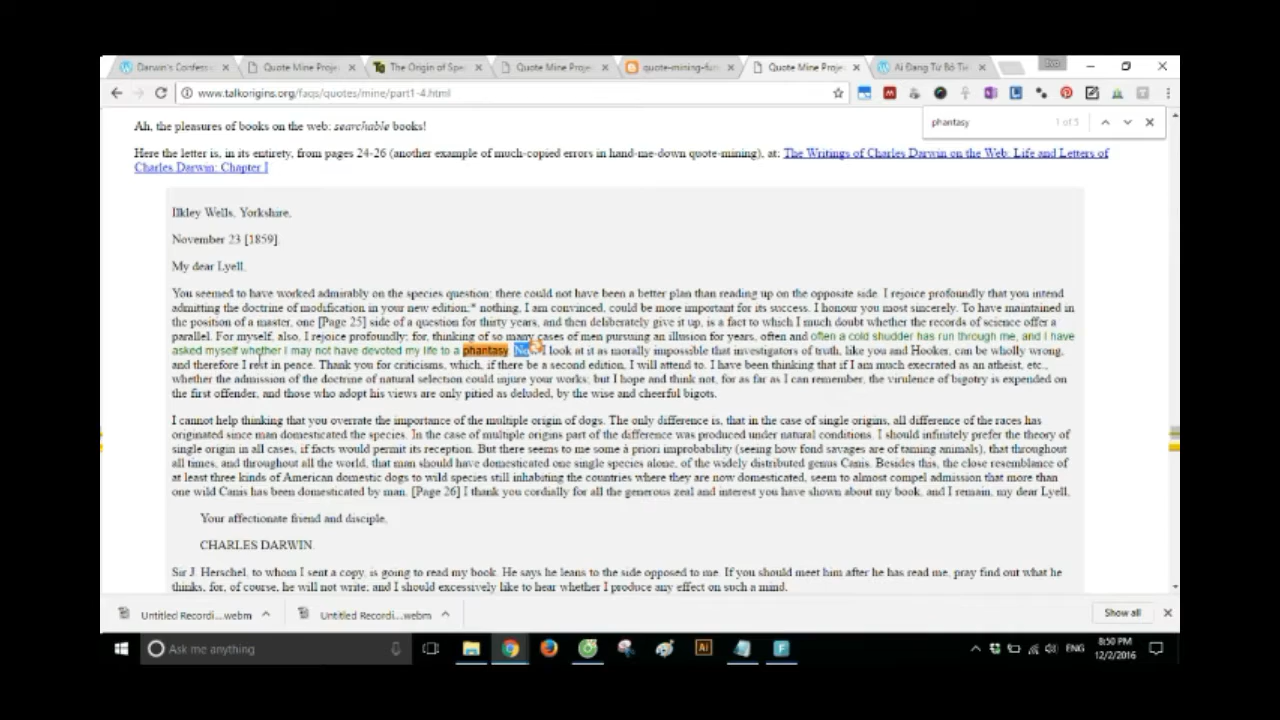 Darwin's Confess
Quote Mine Proje
The Origin of Spe
Quote Mine Proje
quote-mining-fun
Quote Mine Proje
Ai Đang Từ Bỏ Ti
www.talkorigins.org/faqs/quotes/mine/part1-4.html
phantasy 1 of 5
Ah, the pleasures of books on the web: searchable books!
Here the letter is, in its entirety, from pages 24-26 (another example of much-copied errors in hand-me-down quote-mining), at: The Writings of Charles Darwin on the Web: Life and Letters of
Charles Darwin: Chapter I
Ilkley Wells, Yorkshire,
November 23 [1859].
My dear Lyell,
You seemed to have worked admirably on the species question; there could not have been a better plan than reading up on the opposite side. I rejoice profoundly that you intend
admitting the doctrine of modification in your new edition;* nothing, I am convinced, could be more important for its success. I honour you most sincerely. To have maintained in
the position of a master, one [Page 25] side of a question for thirty years, and then deliberately give it up, is a fact to which I much doubt whether the records of science offer a
parallel. For myself, also, I rejoice profoundly; for, thinking of so many cases of men pursuing an illusion for years, often and often a cold shudder has run through me, and I have
asked myself whether I may not have devoted my life to a phantasy. I look at it as morally impossible that investigators of truth, like you and Hooker, can be wholly wrong,
and therefore I rest in peace. Thank you for criticisms, which, if there be a second edition, I will attend to. I have been thinking that if I am much execrated as an atheist, etc.,
whether the admission of the doctrine of natural selection could injure your works; but I hope and think not, for as far as I can remember, the virulence of bigotry is expended on
the first offender, and those who adopt his views are only pitied as deluded, by the wise and cheerful bigots.
I cannot help thinking that you overrate the importance of the multiple origin of dogs. The only difference is, that in the case of single origins, all difference of the races has
originated since man domesticated the species. In the case of multiple origins part of the difference was produced under natural conditions. I should infinitely prefer the theory of
single origin in all cases, if facts would permit its reception. But there seems to me some à priori improbability (seeing how fond savages are of taming animals), that throughout
all times, and throughout all the world, that man should have domesticated one single species alone, of the widely distributed genus Canis. Besides this, the close resemblance of
at least three kinds of American domestic dogs to wild species still inhabiting the countries where they are now domesticated, seem to almost compel admission that more than
one wild Canis has been domesticated by man. [Page 26] I thank you cordially for all the generous zeal and interest you have shown about my book, and I remain, my dear Lyell,
Your affectionate friend and disciple,
CHARLES DARWIN.
Sir J. Herschel, to whom I sent a copy, is going to read my book. He says he leans to the side opposed to me. If you should meet him after he has read me, pray find out what he
thinks, for, of course, he will not write; and I should excessively like to hear whether I produce any effect on such a mind.
Untitled Recordi....webm
Untitled Recordi....webm
Show all
Ask me anything
ENG
8:50 PM
12/2/2016